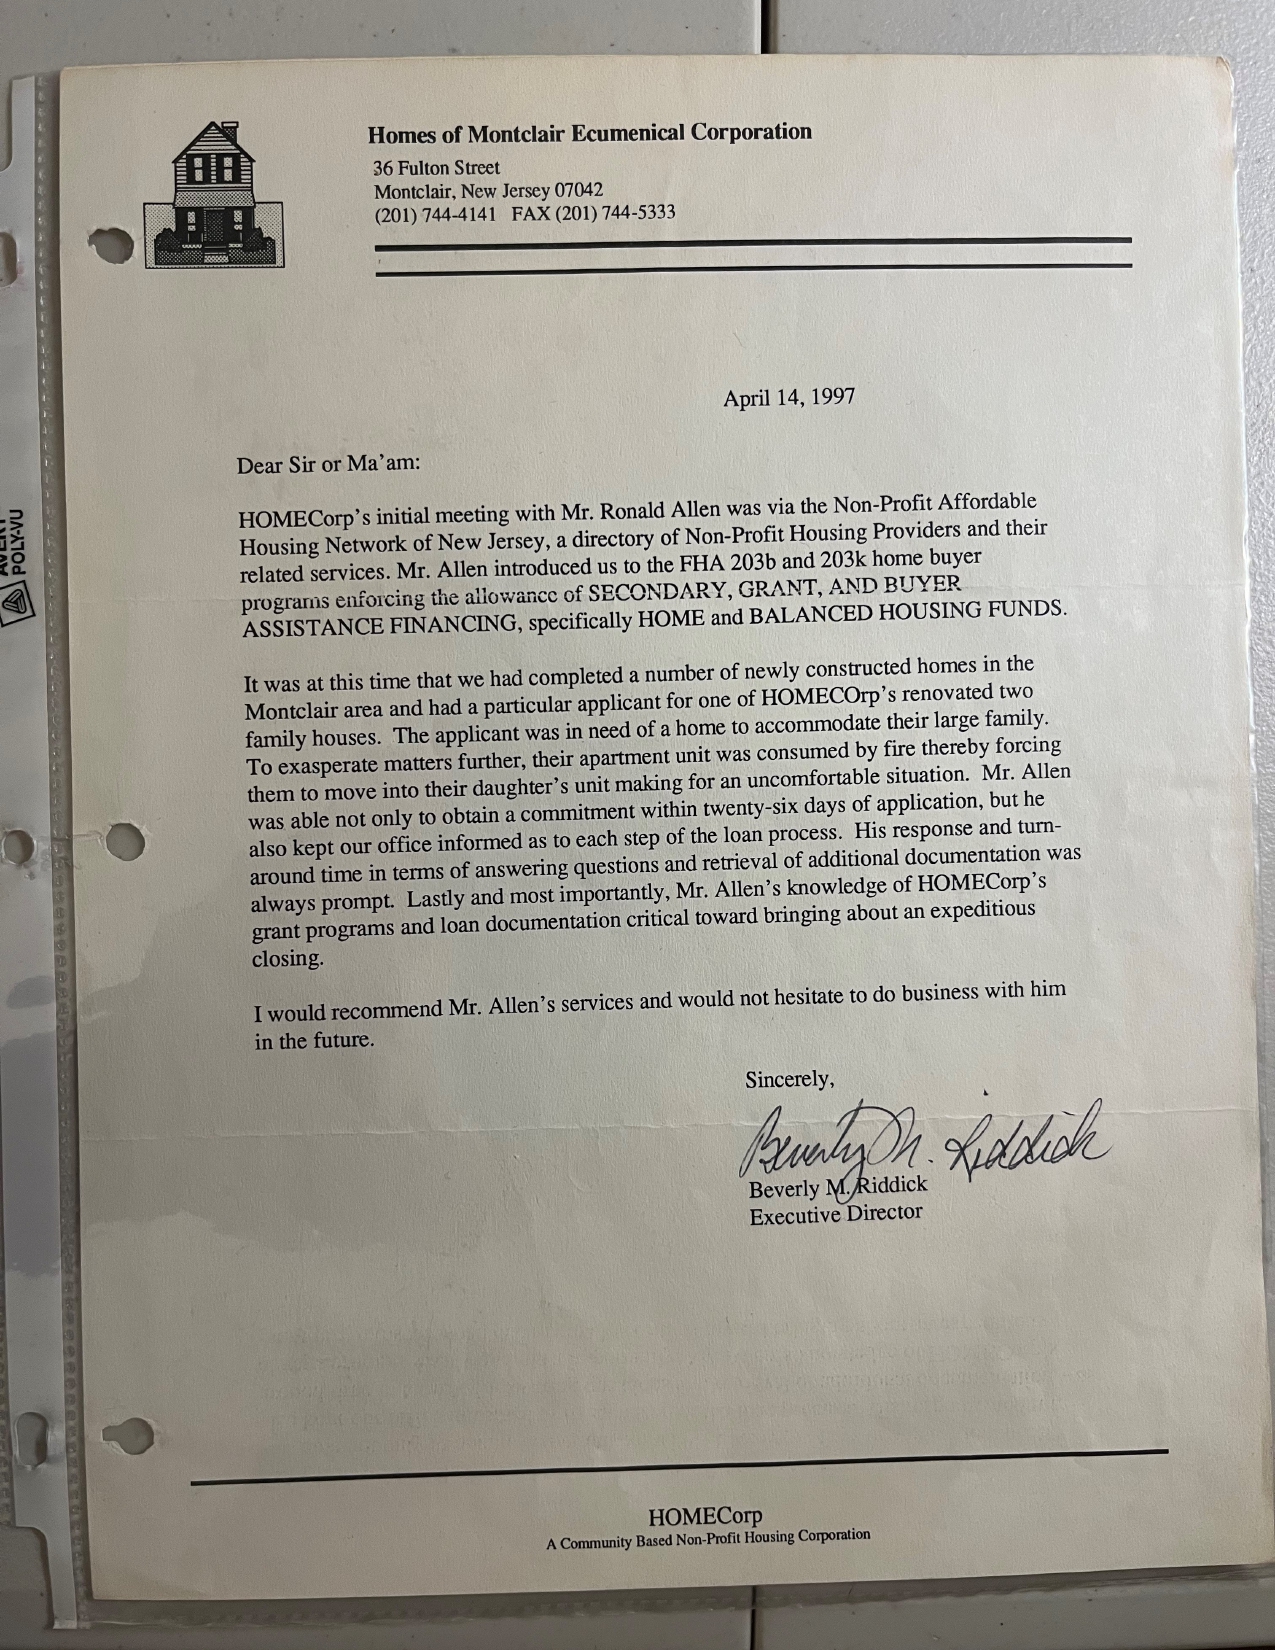 Homes of Montclair Ecumenical Corporation
36 Fulton Street
Montclair, New Jersey 07042
(201) 744-4141 FAX (201) 744-5333
April 14, 1997
Dear Sir or Ma'am:
HOMECorp's initial meeting with Mr. Ronald Allen was via the Non-Profit Affordable
Housing Network of New Jersey, a directory of Non-Profit Housing Providers and their
related services. Mr. Allen introduced us to the FHA 203b and 203k home buyer
programs enforcing the allowance of SECONDARY, GRANT, AND BUYER
ASSISTANCE FINANCING, specifically HOME and BALANCED HOUSING FUNDS.
It was at this time that we had completed a number of newly constructed homes in the
Montclair area and had a particular applicant for one of HOMECOrp's renovated two
family houses. The applicant was in need of a home to accommodate their large family.
To exasperate matters further, their apartment unit was consumed by fire thereby forcing
them to move into their daughter's unit making for an uncomfortable situation. Mr. Allen
was able not only to obtain a commitment within twenty-six days of application, but he
also kept our office informed as to each step of the loan process. His response and turn-
around time in terms of answering questions and retrieval of additional documentation was
always prompt. Lastly and most importantly, Mr. Allen's knowledge of HOMECorp's
grant programs and loan documentation critical toward bringing about an expeditious
closing.
I would recommend Mr. Allen's services and would not hesitate to do business with him
in the future.
Sincerely,
Beverly M. Riddick
Beverly M. Riddick
Executive Director
HOMECorp
A Community Based Non-Profit Housing Corporation
POLY-VU